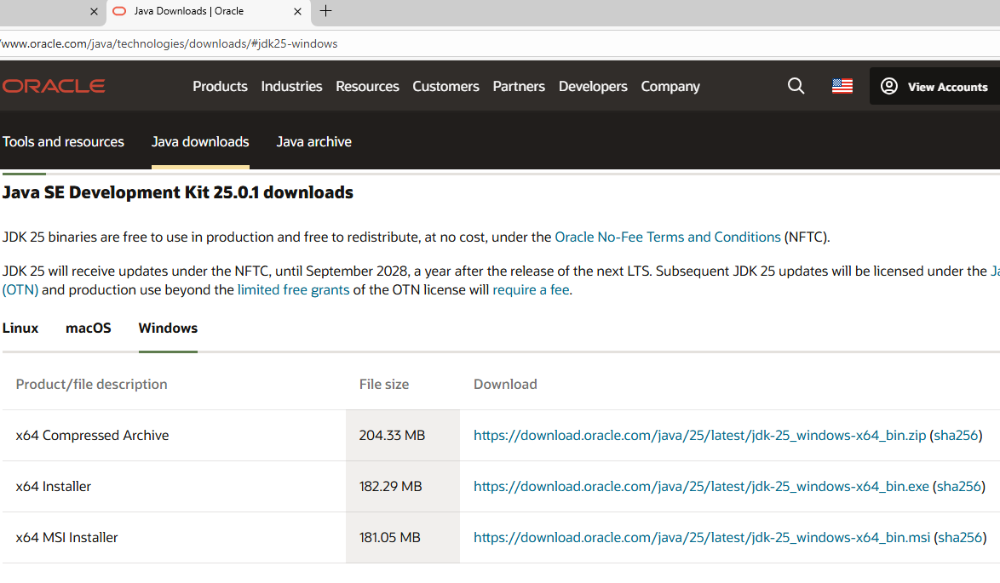 Java Downloads | Oracle
/www.oracle.com/java/technologies/downloads/#jdk25-windows
ORACLE
Products Industries Resources Customers Partners Developers Company View Accounts
Tools and resources Java downloads Java archive
Java SE Development Kit 25.0.1 downloads
JDK 25 binaries are free to use in production and free to redistribute, at no cost, under the Oracle No-Fee Terms and Conditions (NFTC).
JDK 25 will receive updates under the NFTC, until September 2028, a year after the release of the next LTS. Subsequent JDK 25 updates will be licensed under the
(OTN) and production use beyond the limited free grants of the OTN license will require a fee.
Linux macOS Windows
Product/file description File size Download
x64 Compressed Archive 204.33 MB https://download.oracle.com/java/25/latest/jdk-25_windows-x64_bin.zip (sha256)
x64 Installer 182.29 MB https://download.oracle.com/java/25/latest/jdk-25_windows-x64_bin.exe (sha256)
x64 MSI Installer 181.05 MB https://download.oracle.com/java/25/latest/jdk-25_windows-x64_bin.msi (sha256)